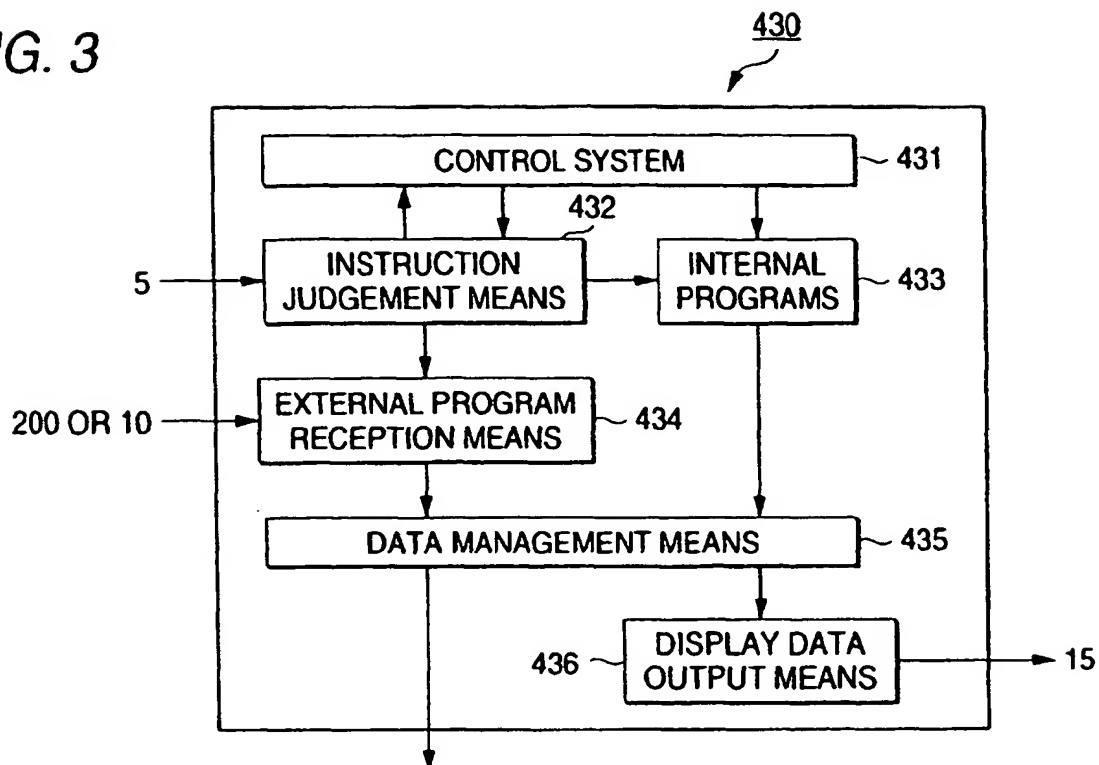 G. 3
430
CONTROL SYSTEM
431
432
5
INSTRUCTION
JUDGEMENT MEANS
INTERNAL
PROGRAMS
433
200 OR 10
EXTERNAL PROGRAM
RECEPTION MEANS
434
DATA MANAGEMENT MEANS
435
436
DISPLAY DATA
OUTPUT MEANS
15